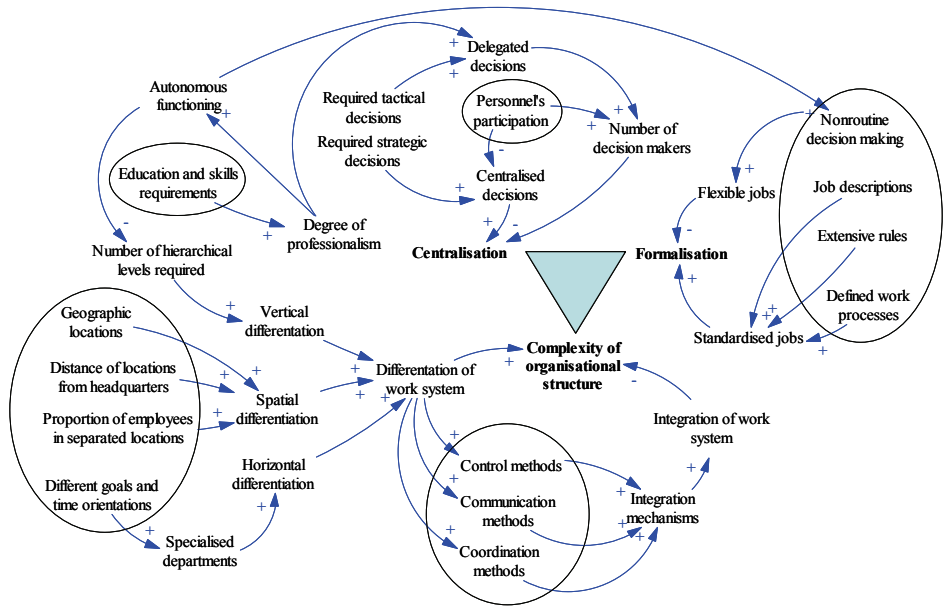 Delegated
decisions
Autonomous
functioning
Required tactical
decisions
Personnel's
participation
Nonroutine
decision making
Required strategic
decisions
Number of
decision makers
Education and skills
requirements
Centralised
decisions
Flexible jobs
Job descriptions
Degree of
professionalism
Extensive rules
Number of hierarchical
levels required
Centralisation
Formalisation
Geographic
locations
Vertical
differentation
Defined work
processes
Standardised jobs
Distance of locations
from headquarters
Spatial
differentiation
Differentation of
work system
Complexity of
organisational
structure
Proportion of employees
in separated locations
Integration of work
system
Horizontal
differentiation
Control methods
Different goals and
time orientations
Communication
methods
Integration
mechanisms
Specialised
departments
Coordination
methods